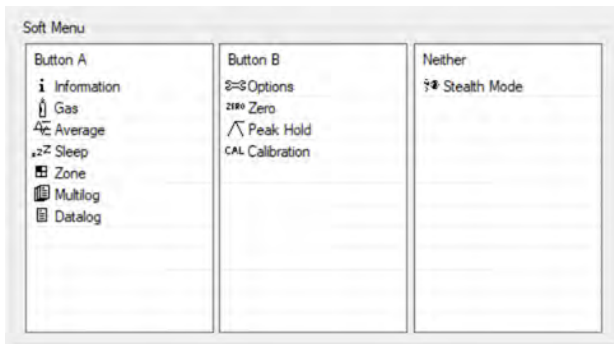 Soft Menu
Button A
i Information
Gas
Average
zzZ Sleep
Zone
Multilog
Datalog
Button B
Options
ZERO Zero
Peak Hold
CAL Calibration
Neither
Stealth Mode